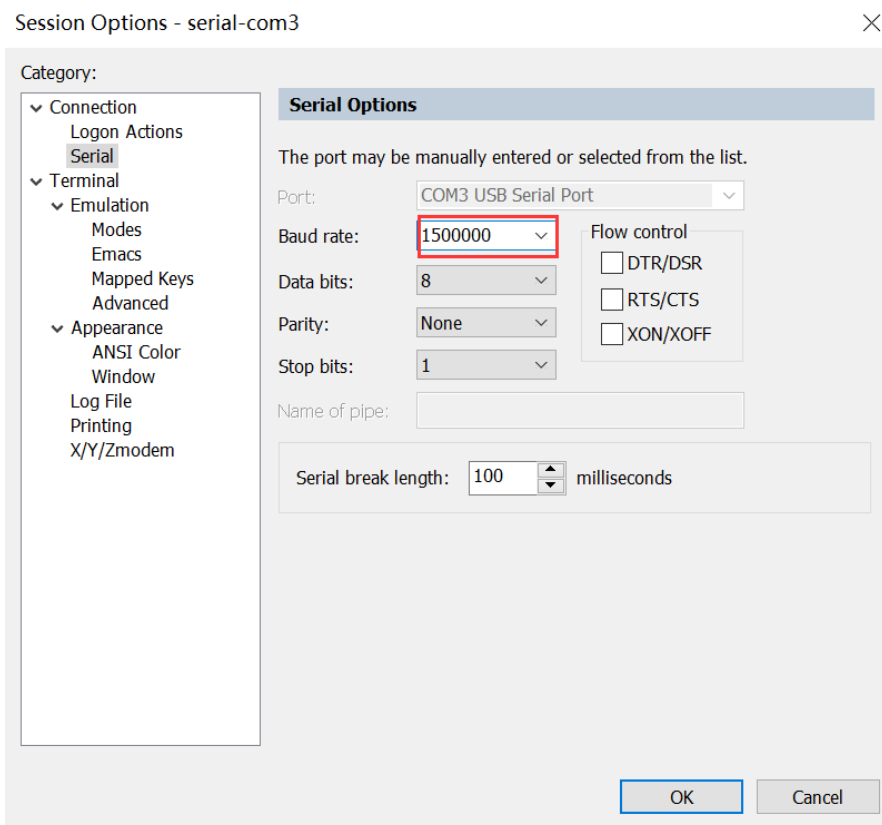 Session Options - serial-com3
Category:
Connection
Logon Actions
Serial
Terminal
Emulation
Modes
Emacs
Mapped Keys
Advanced
Appearance
ANSI Color
Window
Log File
Printing
X/Y/Zmodem
Serial Options
The port may be manually entered or selected from the list.
Port: COM3 USB Serial Port
Baud rate: 1500000
Data bits: 8
Parity: None
Stop bits: 1
Name of pipe:
Flow control
DTR/DSR
RTS/CTS
XON/XOFF
Serial break length: 100 milliseconds
OK Cancel